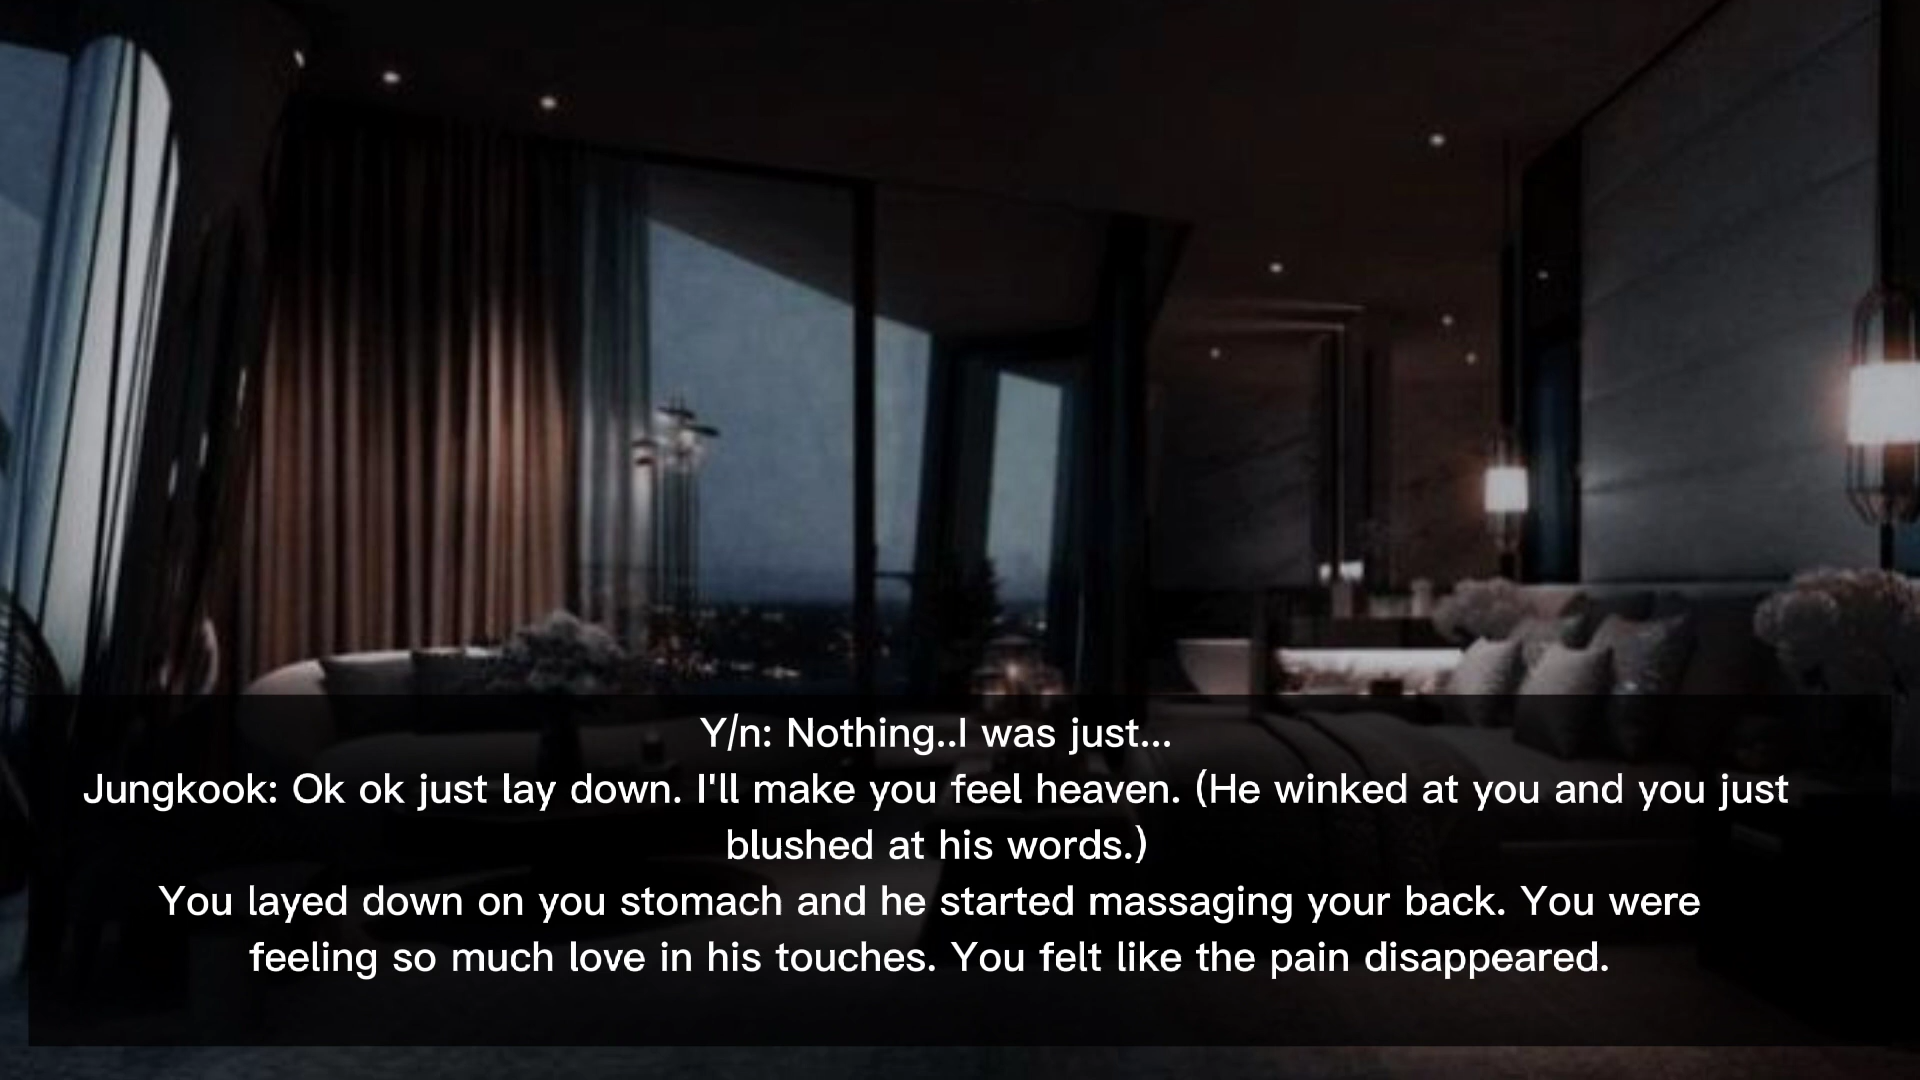 Y/n: Nothing..I was just...
Jungkook: Ok ok just lay down. I'll make you feel heaven. (He winked at you and you just
blushed at his words.)
You layed down on you stomach and he started massaging your back. You were
feeling so much love in his touches. You felt like the pain disappeared.